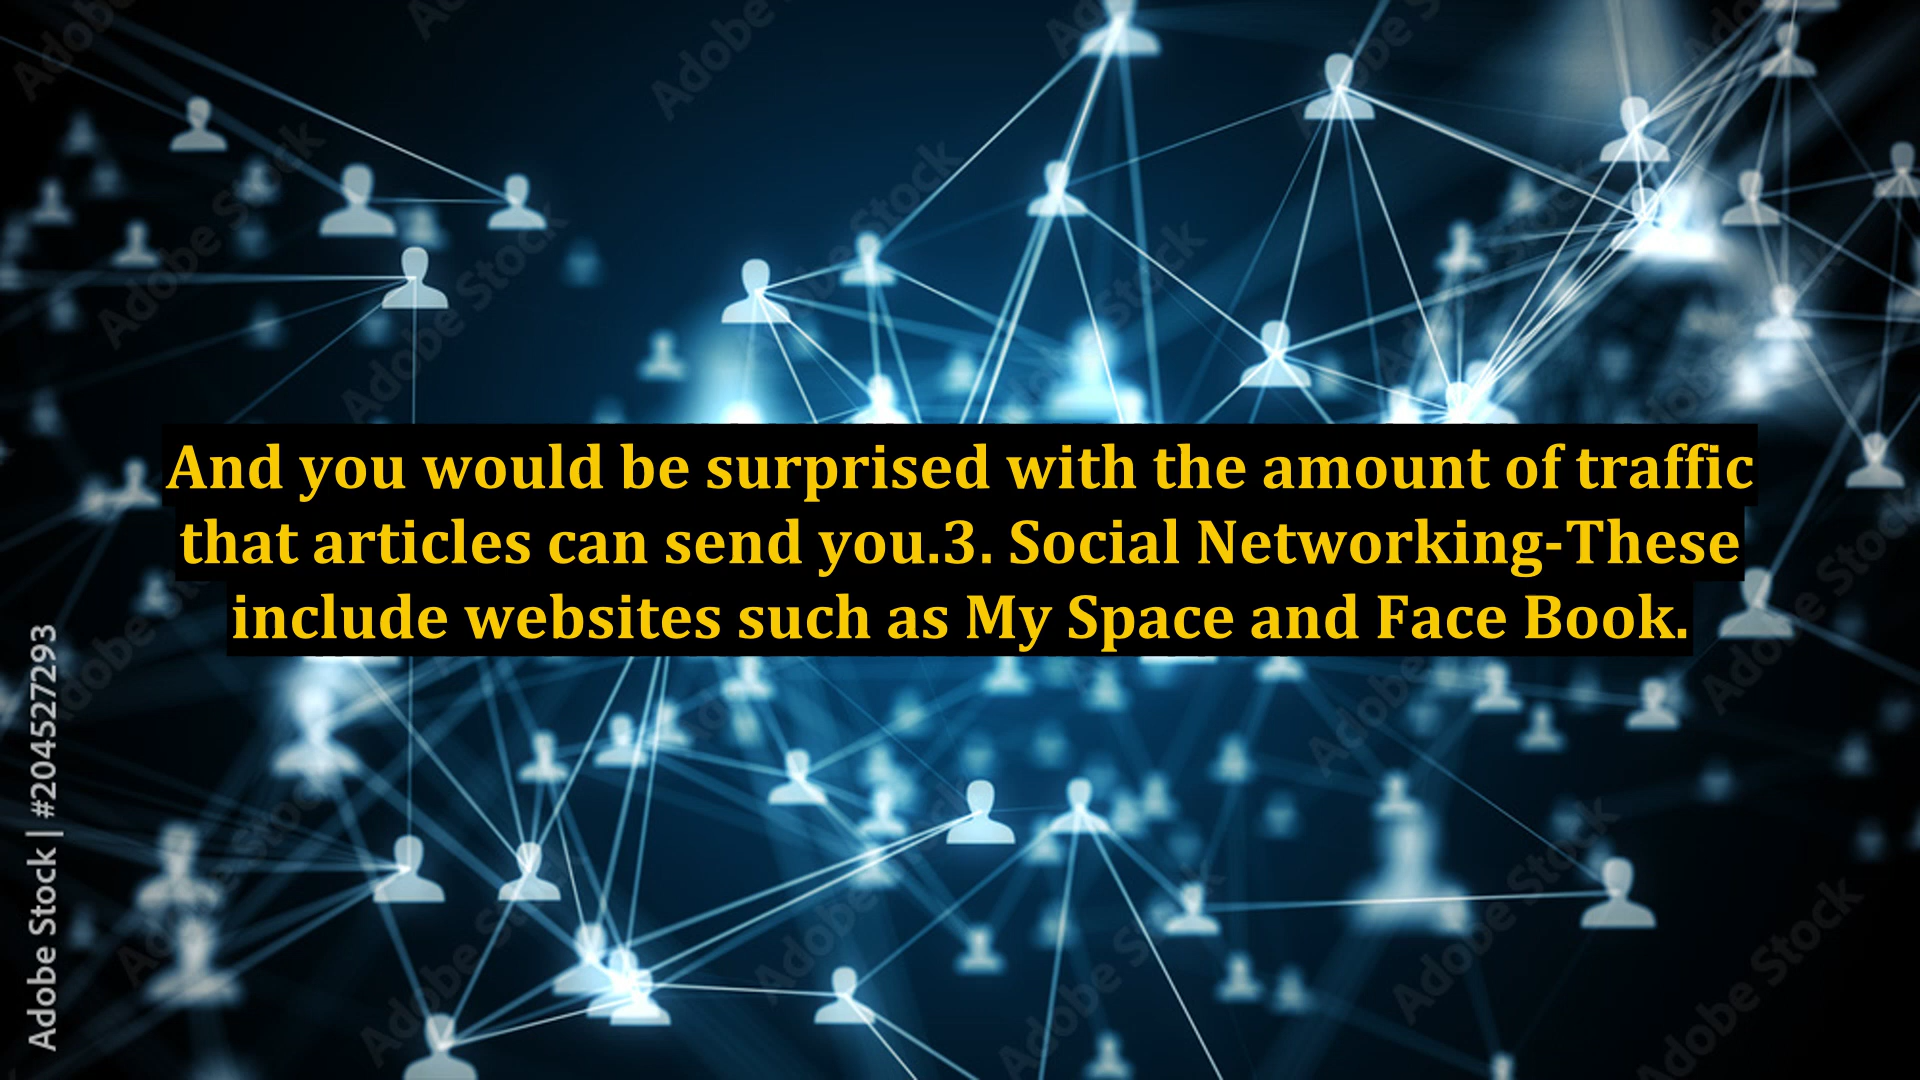 And you would be surprised with the amount of traffic
that articles can send you.3. Social Networking-These
include websites such as My Space and Face Book.
Adobe Stock | #204527293